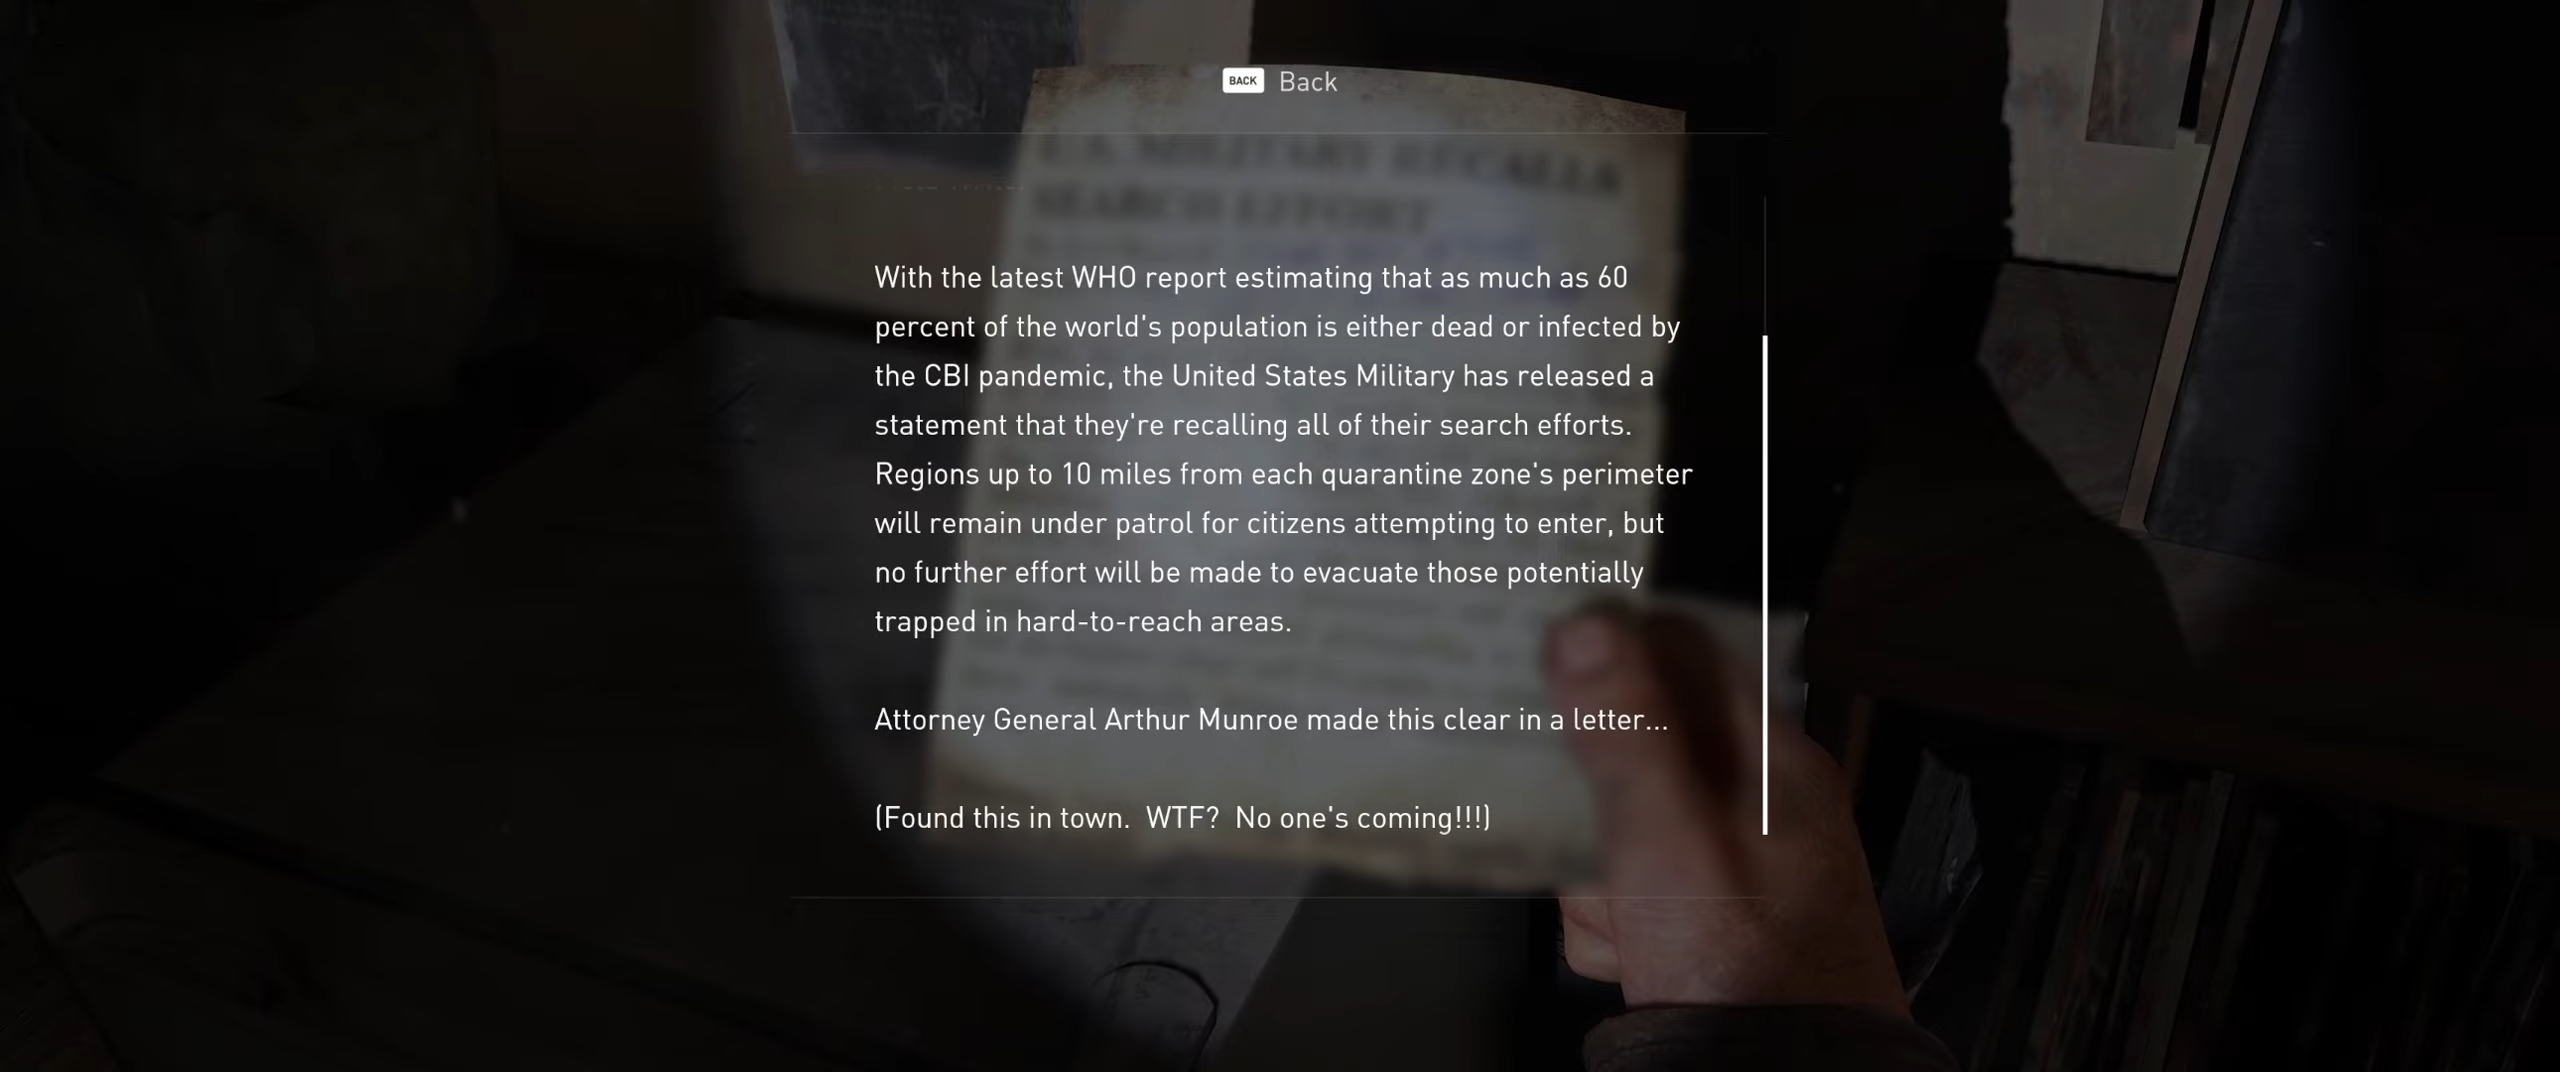 BACK Back
U.S. MILITARY RECALLS
SEARCH EFFORT
With the latest WHO report estimating that as much as 60
percent of the world's population is either dead or infected by
the CBI pandemic, the United States Military has released a
statement that they're recalling all of their search efforts.
Regions up to 10 miles from each quarantine zone's perimeter
will remain under patrol for citizens attempting to enter, but
no further effort will be made to evacuate those potentially
trapped in hard-to-reach areas.
Attorney General Arthur Munroe made this clear in a letter...
(Found this in town.  WTF?  No one's coming!!!)